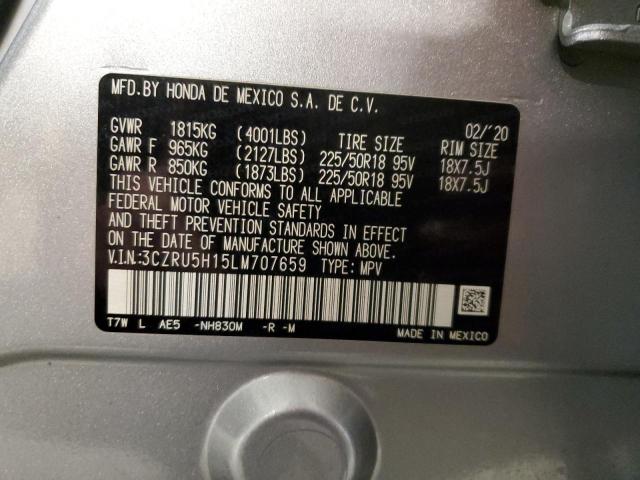 MFD.BY HONDA DE MEXICO S.A. DE C.V.
02/'20
GVWR 1815KG (4001LBS) TIRE SIZE RIM SIZE
GAWR F 965KG (2127LBS) 225/50R18 95V 18X7.5J
GAWR R 850KG (1873LBS) 225/50R18 95V 18X7.5J
THIS VEHICLE CONFORMS TO ALL APPLICABLE
FEDERAL MOTOR VEHICLE SAFETY
AND THEFT PREVENTION STANDARDS IN EFFECT
ON THE DATE OF MANUFACTURE SHOWN ABOVE.
V.I.N.:3CZRU5H15LM707659 TYPE: MPV
T7W L AE5 -NH830M -R -M
MADE IN MEXICO